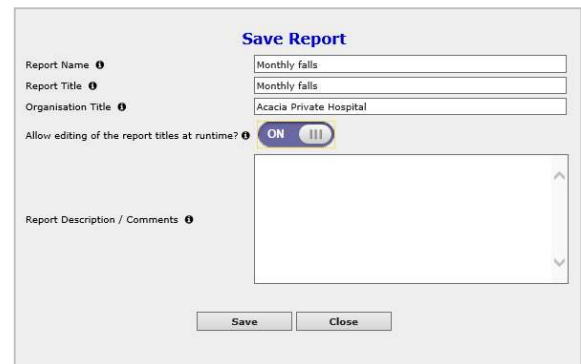 Save Report
Report Name
Monthly falls
Report Title
Monthly falls
Organisation Title
Acacia Private Hospital
Allow editing of the report titles at runtime?
ON
Report Description / Comments
Save
Close